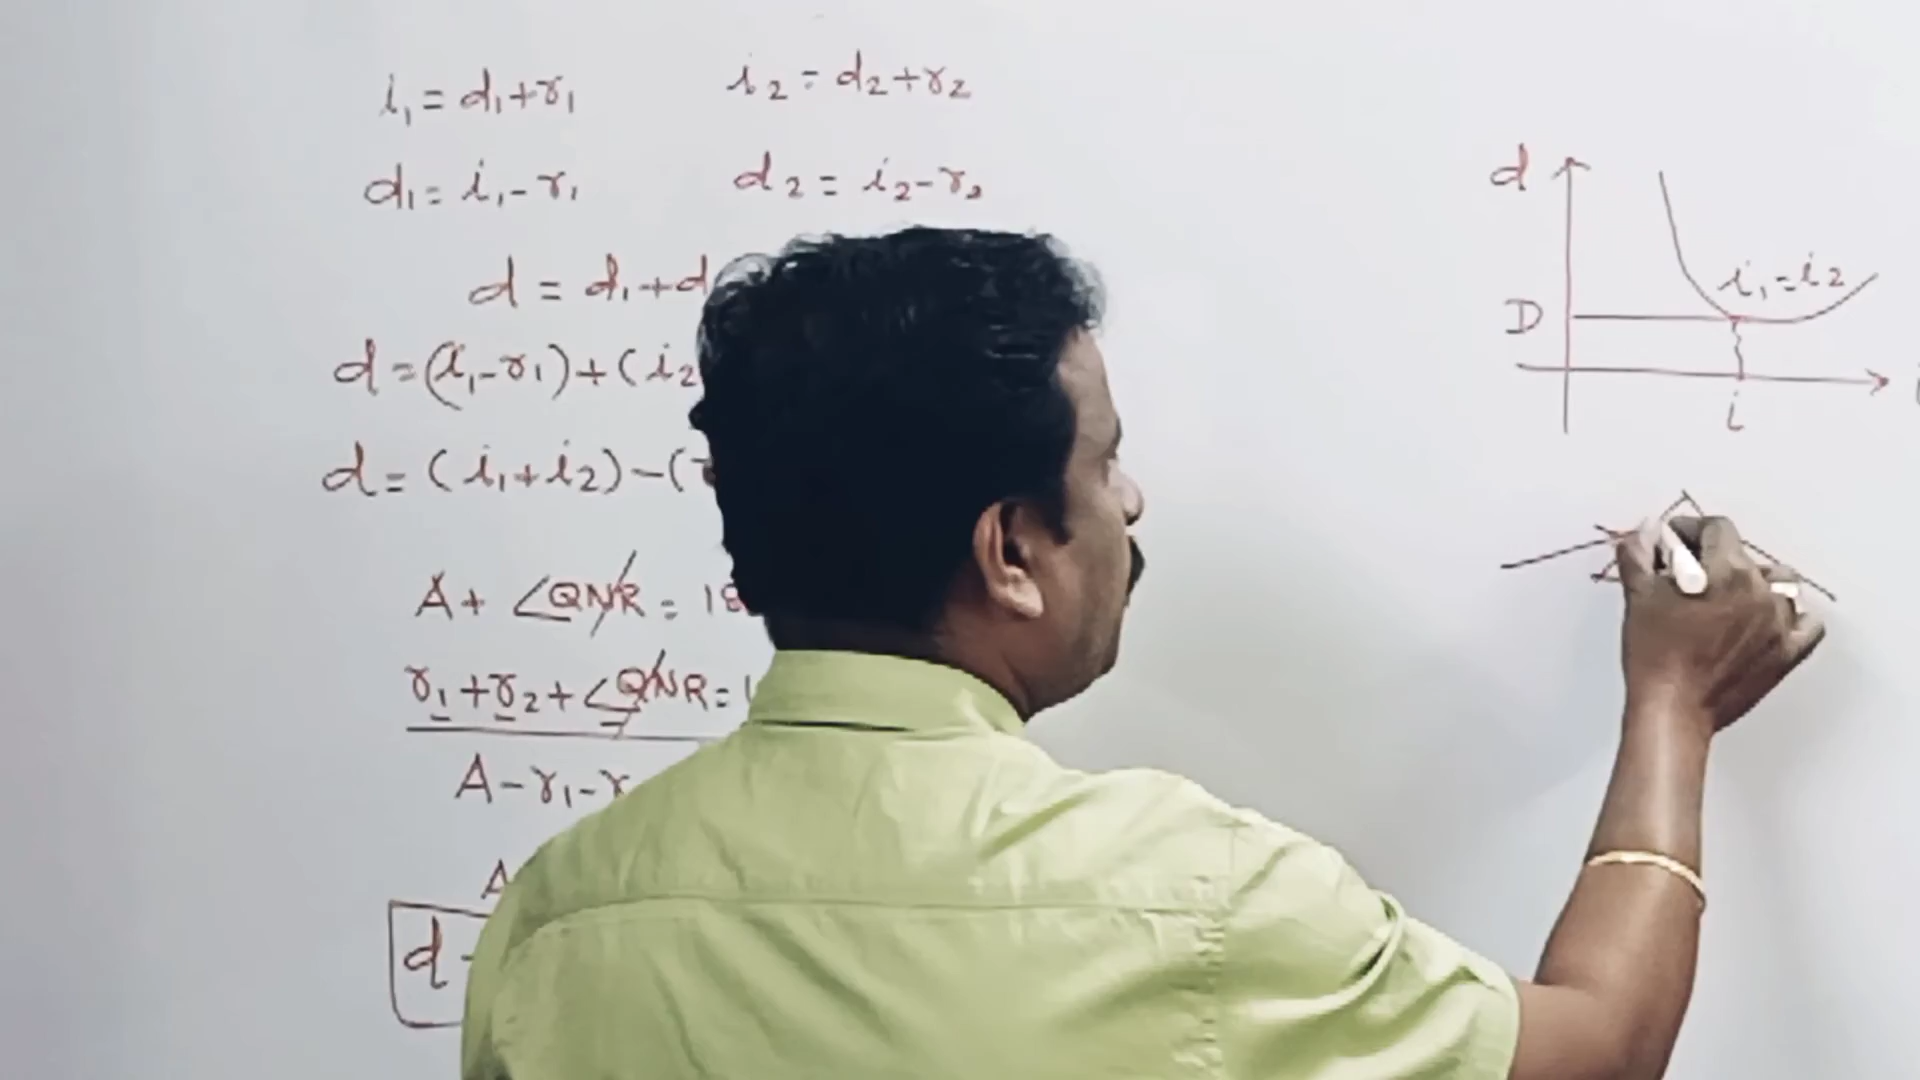 i₁ = d₁+r₁
i₂ = d₂+r₂
d₁ = i₁-r₁
d₂ = i₂-r₂
d = d₁+d
d = (i₁-r₁)+(i₂
d = (i₁+i₂)-(
A+ ∠QNR = 18
r₁+r₂+∠QNR = 1
A-r₁-r
A
d
d
i₁=i₂
D
i